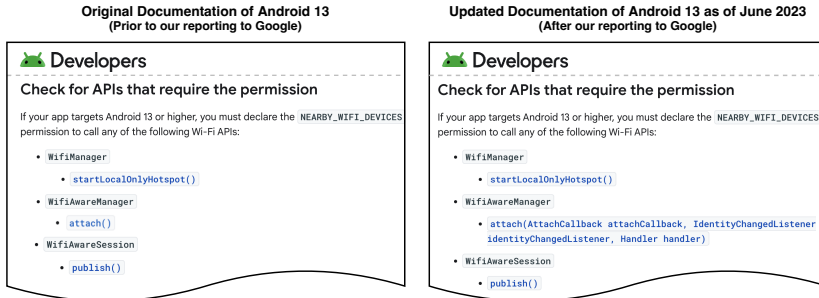 Original Documentation of Android 13
(Prior to our reporting to Google)
Developers
Check for APIs that require the permission
If your app targets Android 13 or higher, you must declare the NEARBY_WIFI_DEVICES
permission to call any of the following Wi-Fi APIs:
• WifiManager
• startLocalOnlyHotspot()
• WifiAwareManager
• attach()
• WifiAwareSession
• publish()
Updated Documentation of Android 13 as of June 2023
(After our reporting to Google)
Developers
Check for APIs that require the permission
If your app targets Android 13 or higher, you must declare the NEARBY_WIFI_DEVICES
permission to call any of the following Wi-Fi APIs:
• WifiManager
• startLocalOnlyHotspot()
• WifiAwareManager
• attach(AttachCallback attachCallback, IdentityChangedListener
identityChangedListener, Handler handler)
• WifiAwareSession
• publish()